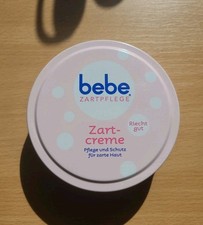 bebe
ZARTPFLEGE
Zart-
creme
Riecht
gut
Pflege und Schutz
für zarte Haut